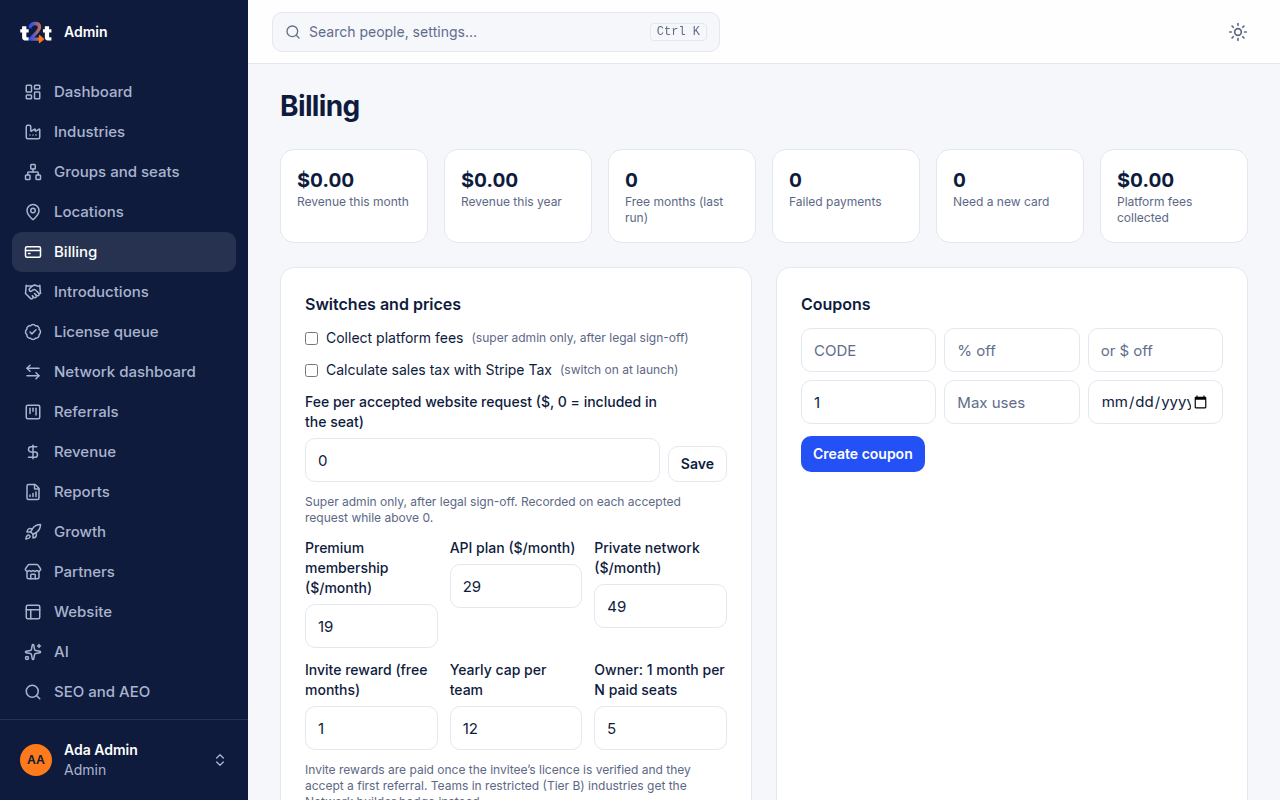 t2t Admin
Search people, settings...
Ctrl K
Dashboard
Industries
Groups and seats
Locations
Billing
Introductions
License queue
Network dashboard
Referrals
Revenue
Reports
Growth
Partners
Website
AI
SEO and AEO
AA
Ada Admin
Admin
Billing
$0.00
Revenue this month
$0.00
Revenue this year
0
Free months (last
run)
0
Failed payments
0
Need a new card
$0.00
Platform fees
collected
Switches and prices
Collect platform fees (super admin only, after legal sign-off)
Calculate sales tax with Stripe Tax (switch on at launch)
Fee per accepted website request ($, 0 = included in
the seat)
0
Save
Super admin only, after legal sign-off. Recorded on each accepted
request while above 0.
Premium
membership
($/month)
19
API plan ($/month)
29
Private network
($/month)
49
Invite reward (free
months)
1
Yearly cap per
team
12
Owner: 1 month per
N paid seats
5
Invite rewards are paid once the invitee's licence is verified and they
accept a first referral. Teams in restricted (Tier B) industries get the
Network builder badge instead.
Coupons
CODE
% off
or $ off
1
Max uses
mm/dd/yyyy
Create coupon